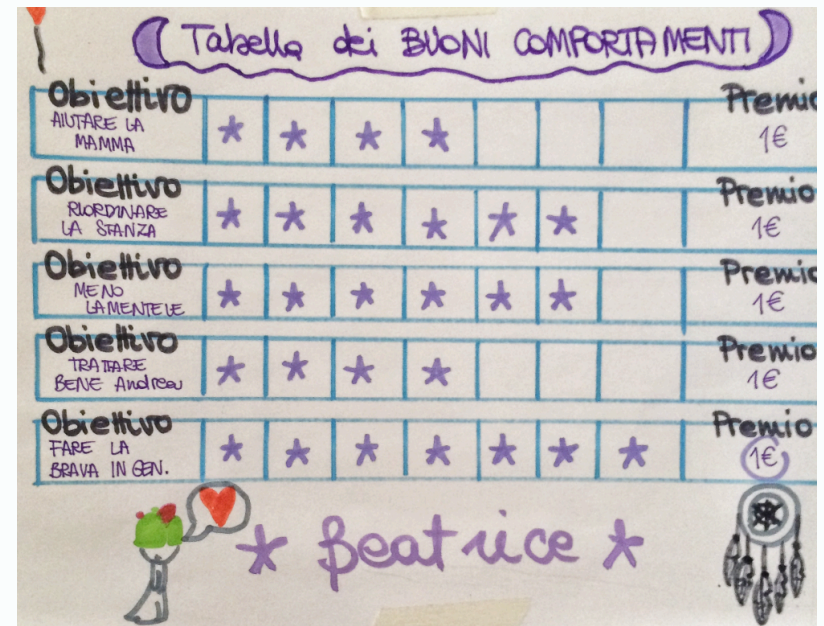 Tabella dei BUONI COMPORTAMENTI
Obiettivo
AIUTARE LA
MAMMA
Premio
1€
Obiettivo
RIORDINARE
LA STANZA
Premio
1€
Obiettivo
MENO
LAMENTELE
Premio
1€
Obiettivo
TRATTARE
BENE Andrea
Premio
1€
Obiettivo
FARE LA
BRAVA IN GEN.
Premio
1€
* Beatrice *